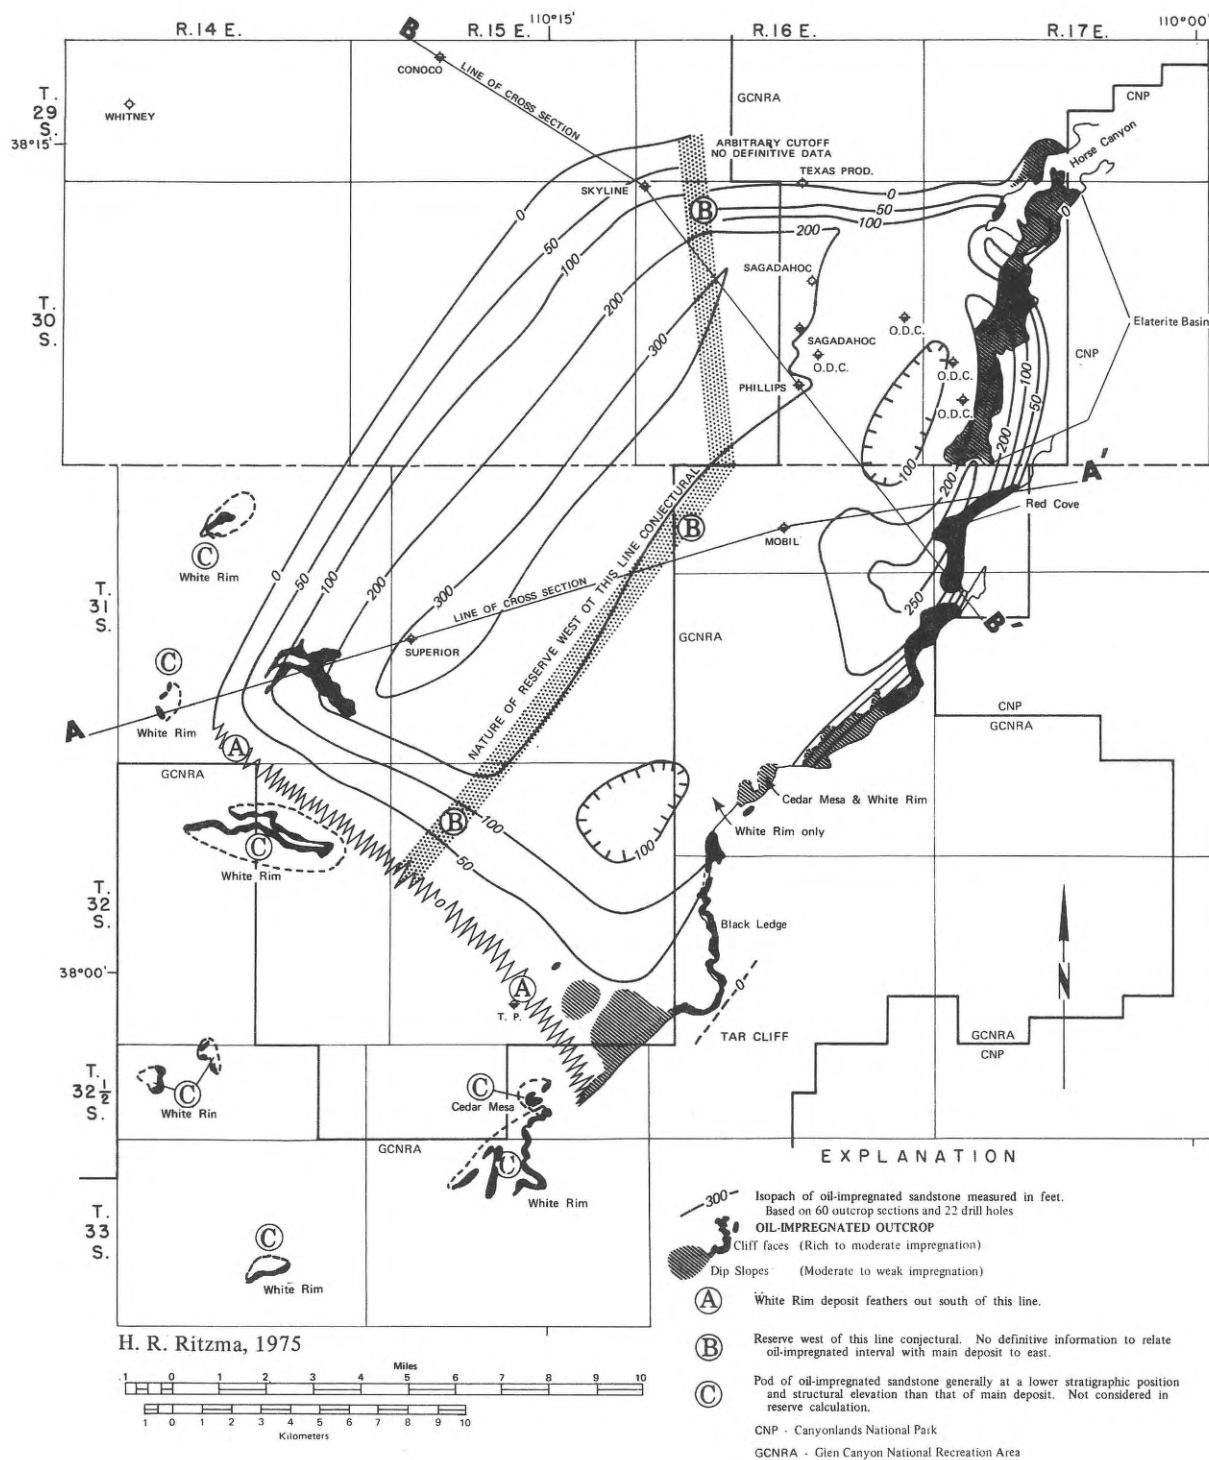 110°15'
110°00'
R.14 E.
B
R.15 E.
R.16 E.
R.17E.
CONOCO
LINE OF CROSS SECTION
GCNRA
CNP
T.
29
S.
WHITNEY
38°15'
ARBITRARY CUTOFF
NO DEFINITIVE DATA
Horse Canyon
TEXAS PROD.
SKYLINE
0
0
50
100
B
0
50
100
200
0
T.
30
S.
SAGADAHOC
200
300
SAGADAHOC
O.D.C.
O.D.C.
Elaterite Basin
CNP
PHILLIPS
O.D.C.
O.D.C.
100
50
200
100
200
A'
C
White Rim
B
MOBIL
Red Cove
T.
31
S.
0
50
100
200
300
LINE OF CROSS SECTION
NATURE OF RESERVE WEST OT THIS LINE CONJECTURAL
250
GCNRA
B'
SUPERIOR
C
A
White Rim
CNP
GCNRA
A
GCNRA
Cedar Mesa & White Rim
White Rim only
C
White Rim
B
100
50
100
T.
32
S.
0
Black Ledge
38°00'
A
T. P.
0
TAR CLIFF
GCNRA
CNP
T.
32 1/2
S.
C
White Rin
C
Cedar Mesa
GCNRA
C
White Rim
T.
33
S.
C
White Rim
EXPLANATION
300 Isopach of oil-impregnated sandstone measured in feet.
Based on 60 outcrop sections and 22 drill holes
OIL-IMPREGNATED OUTCROP
Cliff faces (Rich to moderate impregnation)
Dip Slopes (Moderate to weak impregnation)
A White Rim deposit feathers out south of this line.
B Reserve west of this line conjectural. No definitive information to relate
oil-impregnated interval with main deposit to east.
C Pod of oil-impregnated sandstone generally at a lower stratigraphic position
and structural elevation than that of main deposit. Not considered in
reserve calculation.
CNP - Canyonlands National Park
GCNRA - Glen Canyon National Recreation Area
N
H. R. Ritzma, 1975
Miles
.1 0 1 2 3 4 5 6 7 8 9 10
1 0 1 2 3 4 5 6 7 8 9 10
Kilometers